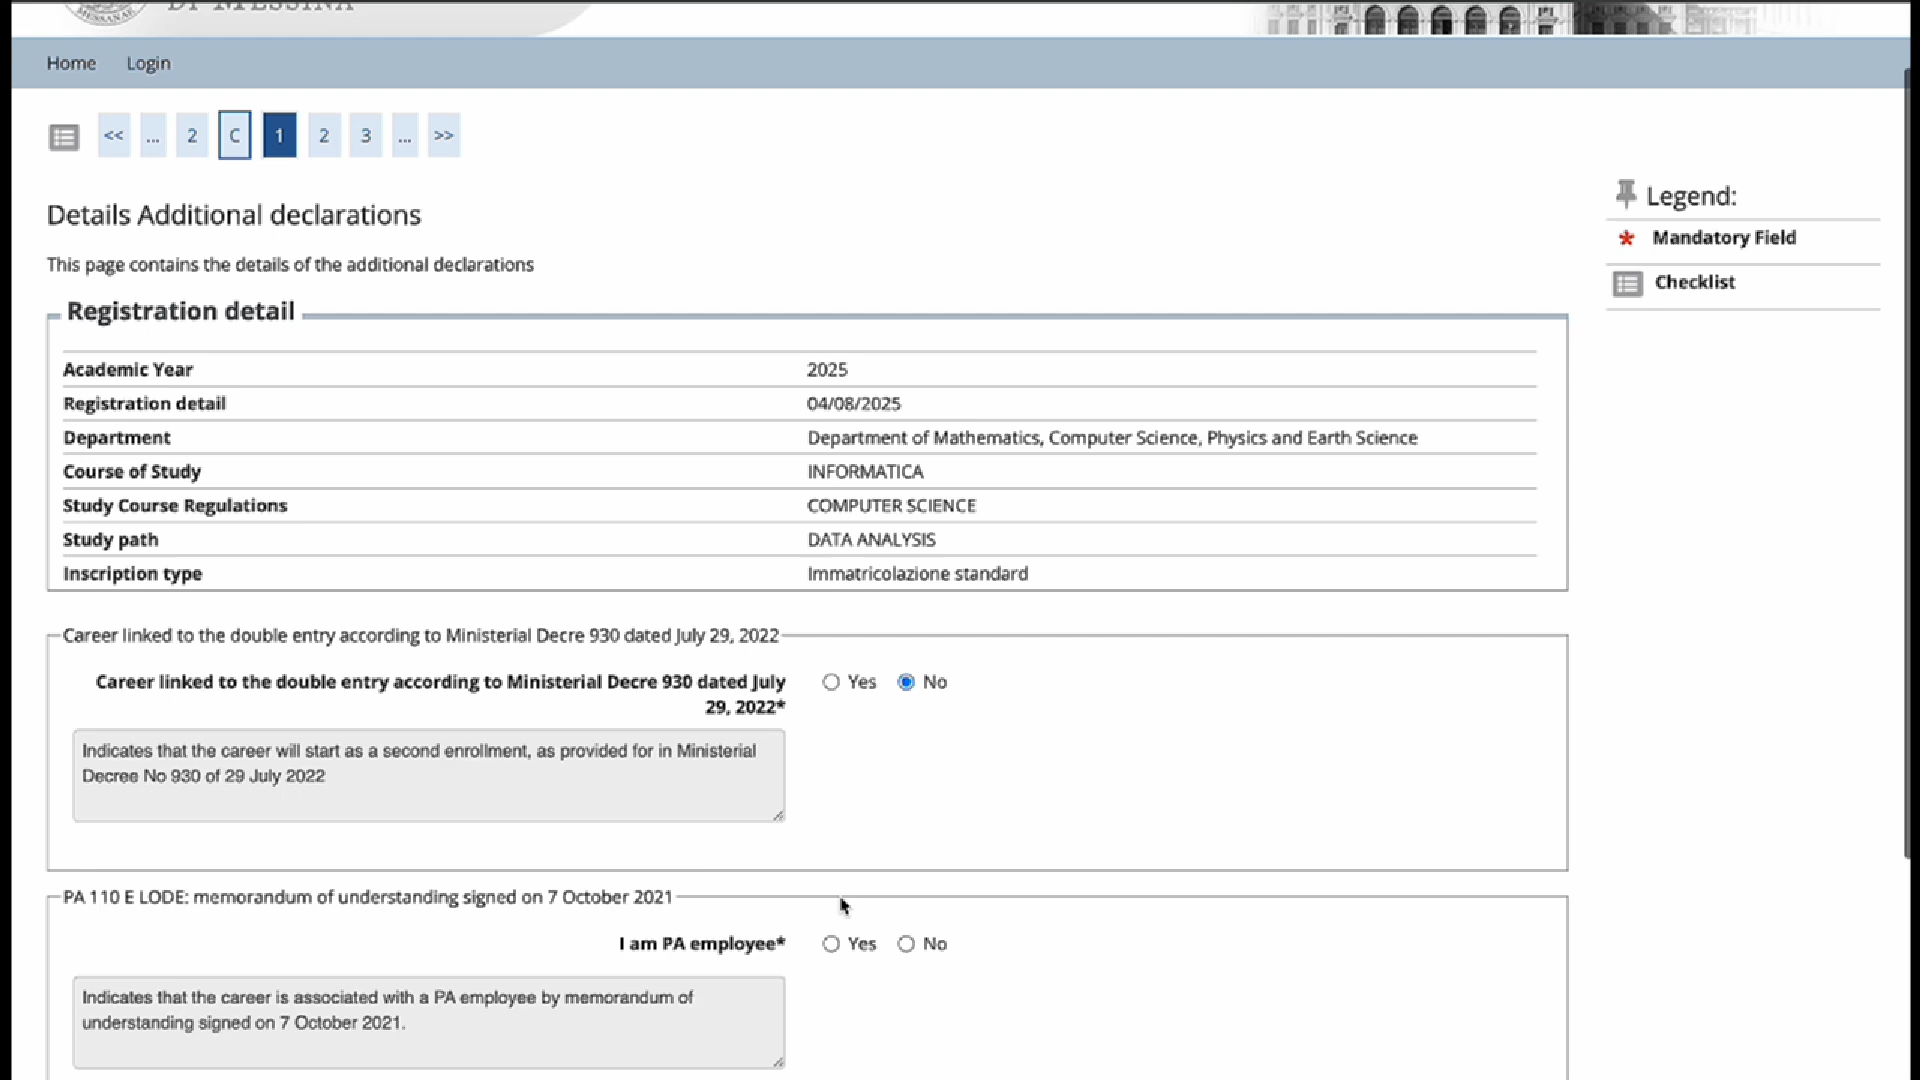 DI MESSINA
MESSANAE
Home Login
<< ... 2 C 1 2 3 ... >>
Legend:
* Mandatory Field
Checklist
Details Additional declarations
This page contains the details of the additional declarations
Registration detail
Academic Year 2025
Registration detail 04/08/2025
Department Department of Mathematics, Computer Science, Physics and Earth Science
Course of Study INFORMATICA
Study Course Regulations COMPUTER SCIENCE
Study path DATA ANALYSIS
Inscription type Immatricolazione standard
Career linked to the double entry according to Ministerial Decre 930 dated July 29, 2022
Career linked to the double entry according to Ministerial Decre 930 dated July Yes No
29, 2022*
Indicates that the career will start as a second enrollment, as provided for in Ministerial
Decree No 930 of 29 July 2022
PA 110 E LODE: memorandum of understanding signed on 7 October 2021
I am PA employee* Yes No
Indicates that the career is associated with a PA employee by memorandum of
understanding signed on 7 October 2021.